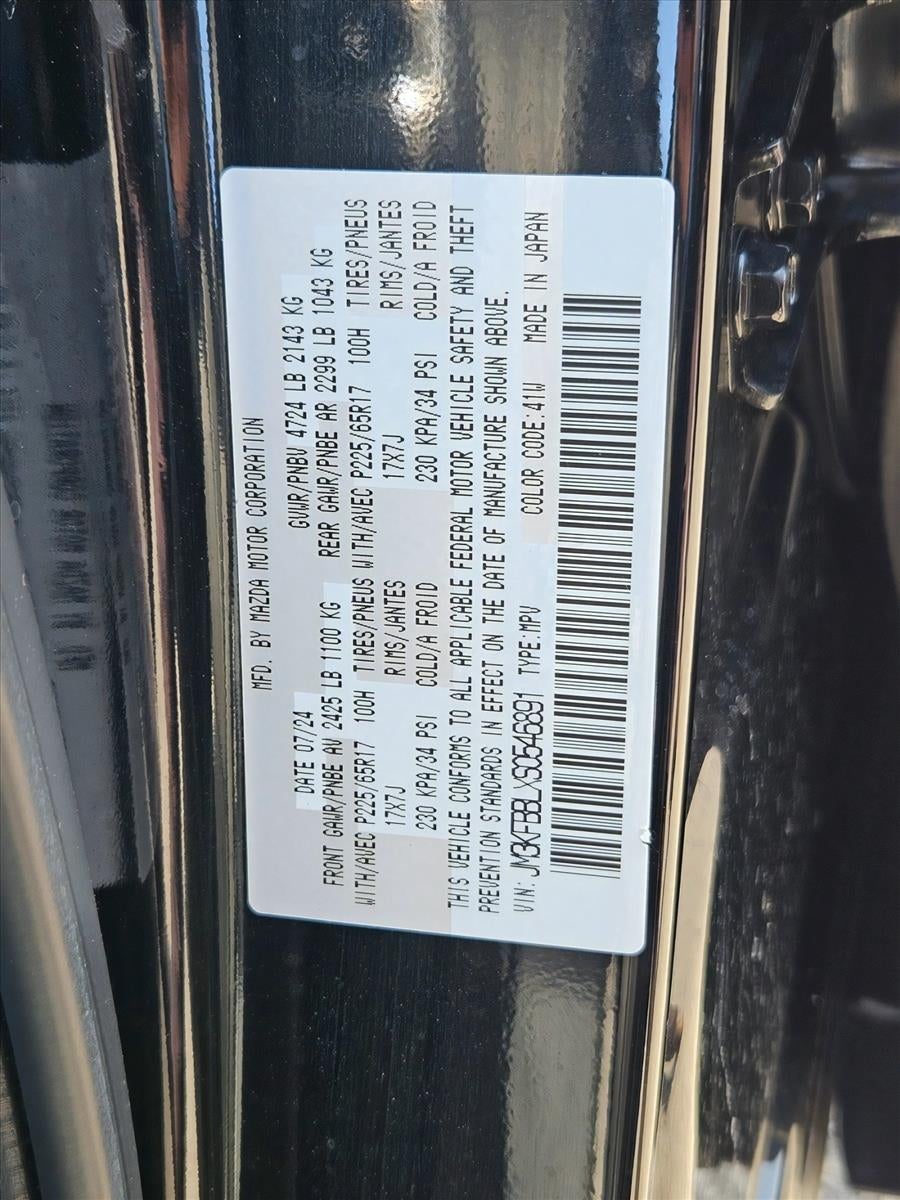 MFD. BY MAZDA MOTOR CORPORATION
DATE 07/24 GVWR/PNBV 4724 LB 2143 KG
FRONT GAWR/PNBE AV 2425 LB 1100 KG REAR GAWR/PNBE AR 2299 LB 1043 KG
WITH/AVEC P225/65R17 100H TIRES/PNEUS WITH/AVEC P225/65R17 100H TIRES/PNEUS
17X7J RIMS/JANTES 17X7J RIMS/JANTES
230 KPA/34 PSI COLD/A FROID 230 KPA/34 PSI COLD/A FROID
THIS VEHICLE CONFORMS TO ALL APPLICABLE FEDERAL MOTOR VEHICLE SAFETY AND THEFT
PREVENTION STANDARDS IN EFFECT ON THE DATE OF MANUFACTURE SHOWN ABOVE.
VIN: JM3KFBBLXS0546891 TYPE:MPV COLOR CODE:41W MADE IN JAPAN